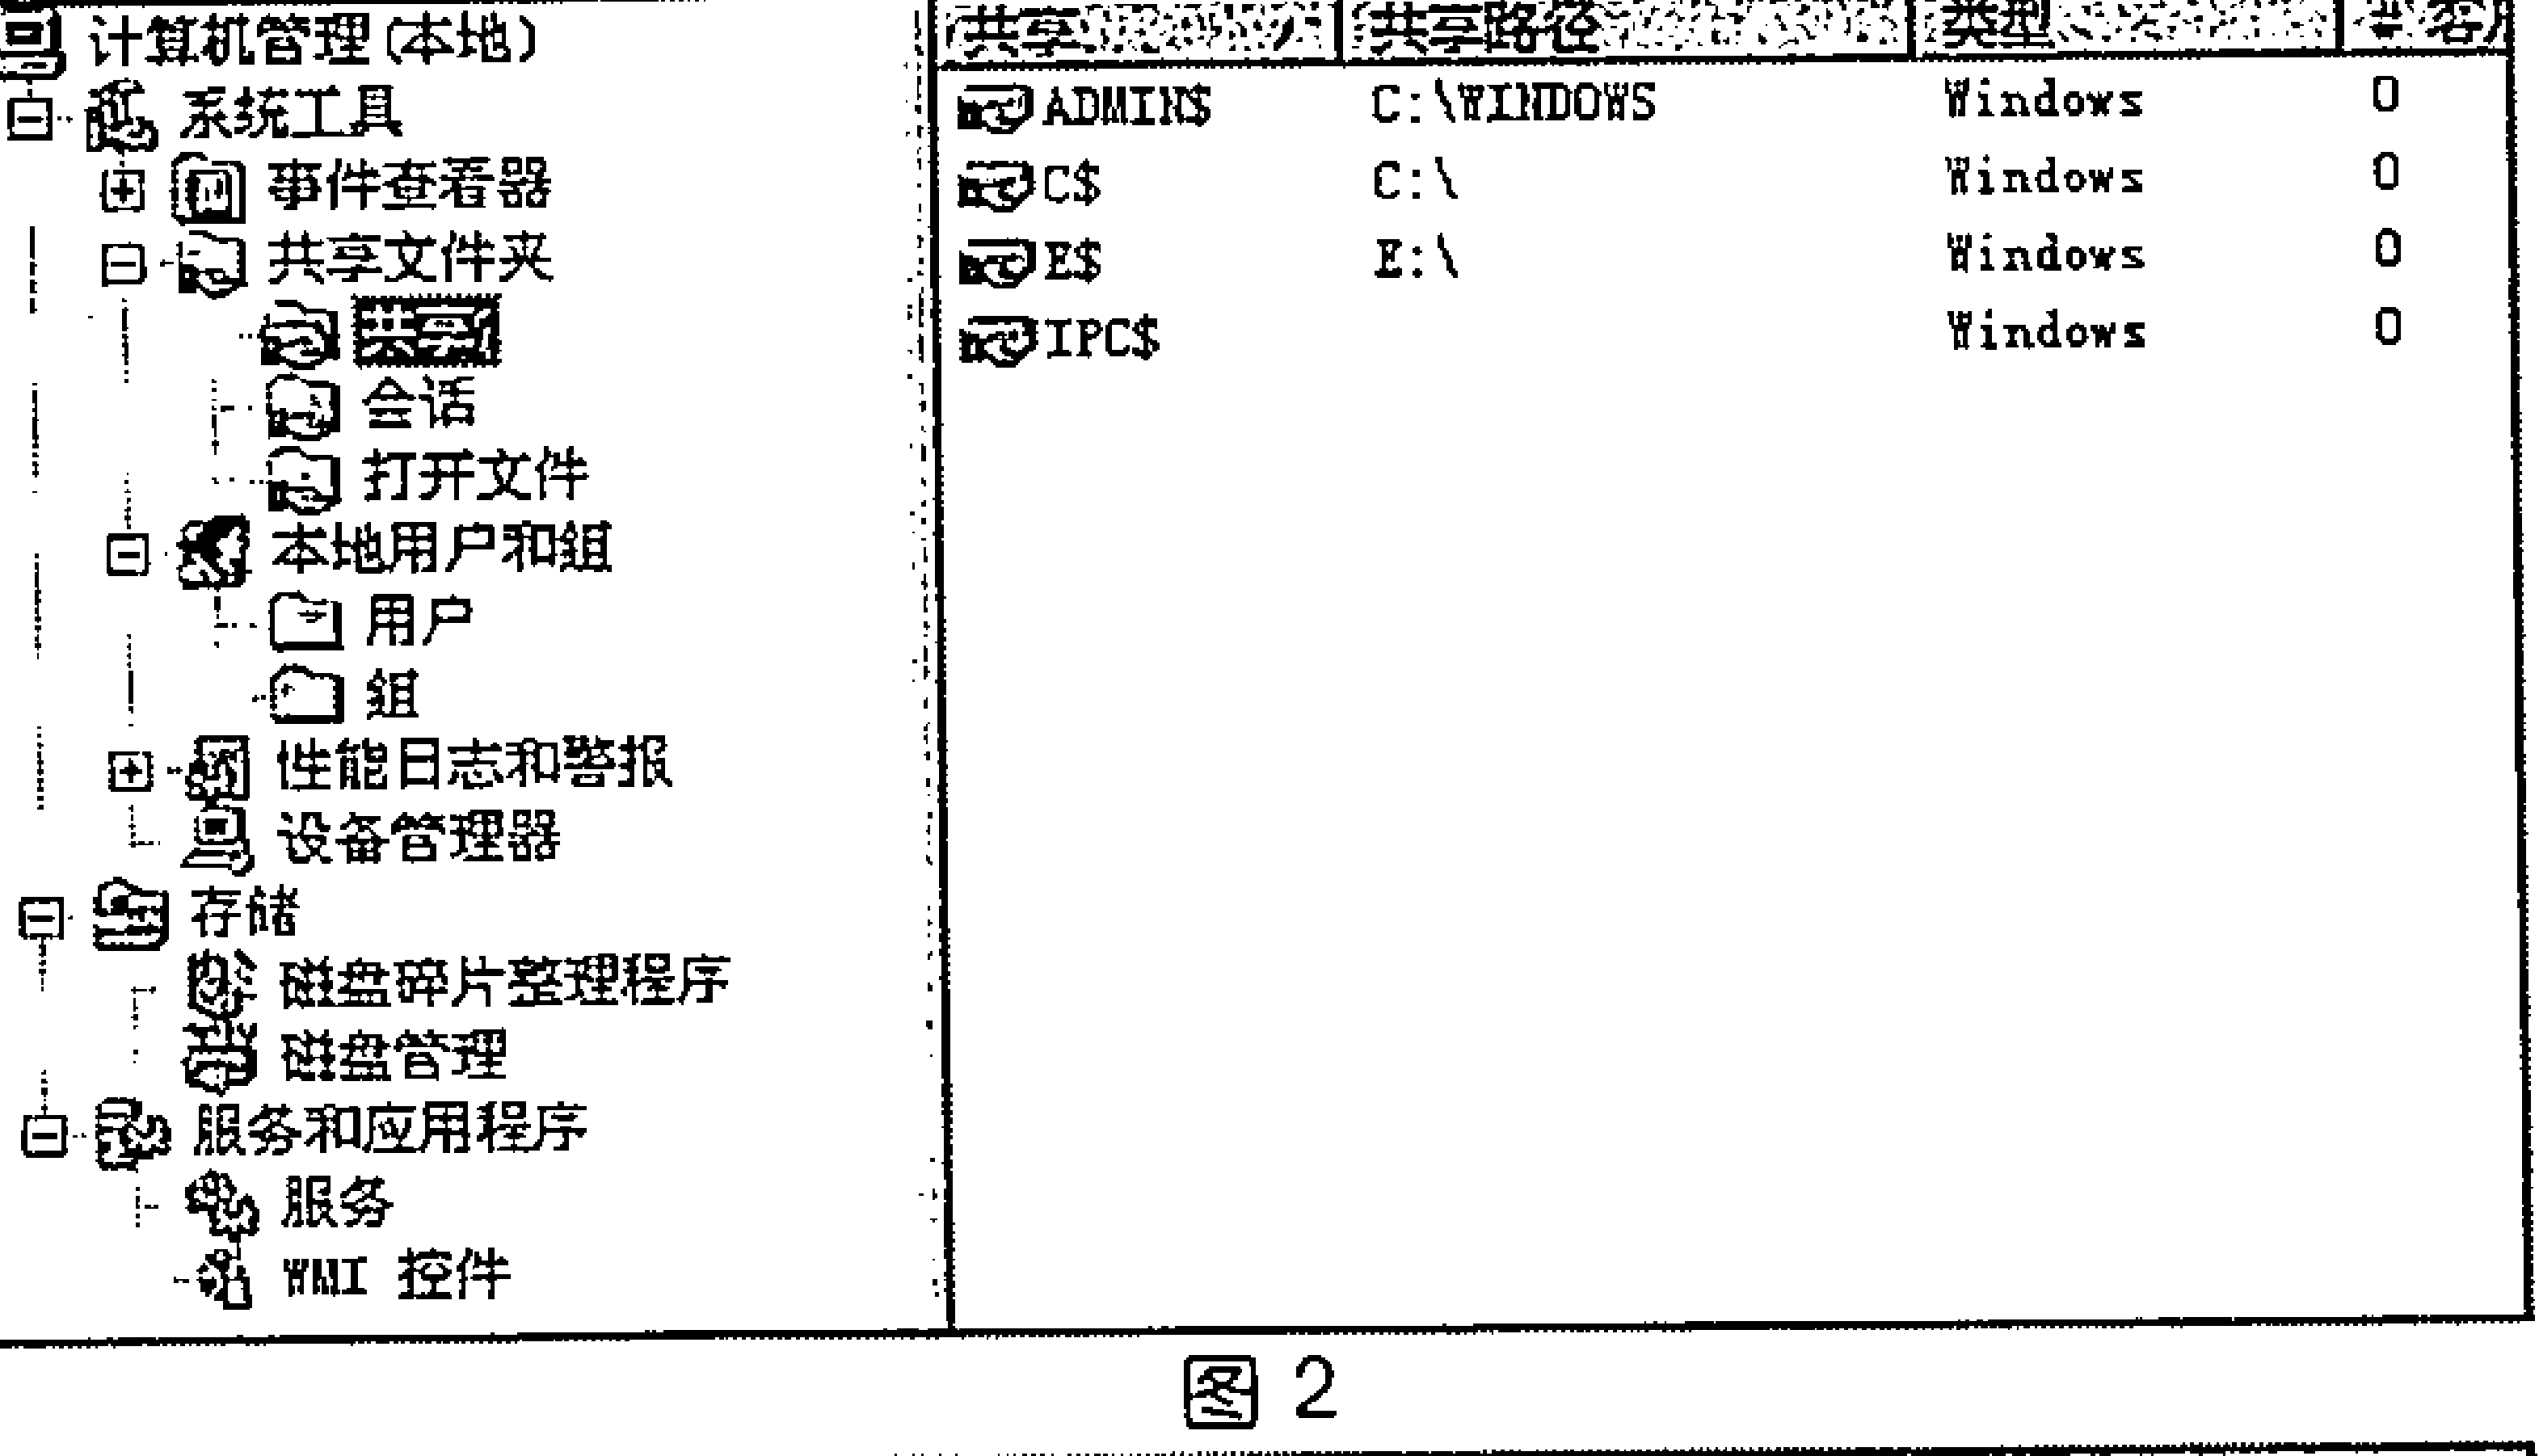 计算机管理(本地)
系统工具
事件查看器
共享文件夹
共享
会话
打开文件
本地用户和组
用户
组
性能日志和警报
设备管理器
存储
磁盘碎片整理程序
磁盘管理
服务和应用程序
服务
WMI 控件
共享 共享路径 类型 #
ADMIN$ C:\WINDOWS Windows 0
C$ C:\ Windows 0
E$ E:\ Windows 0
IPC$ Windows 0
图 2